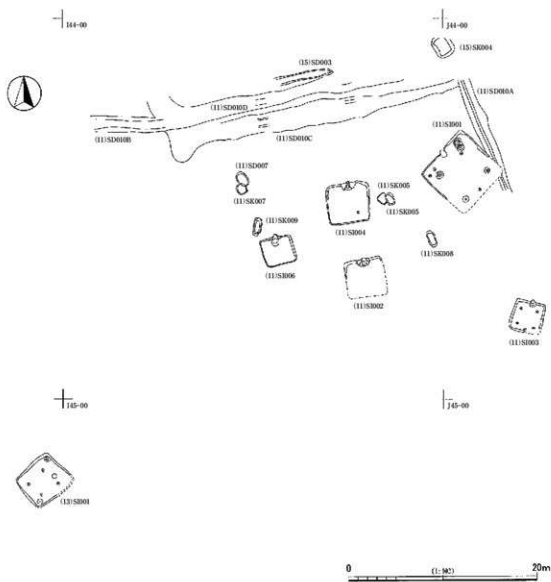 I44-00
J44-00
(15)SK004
(15)SD003
(11)SD010A
(11)SD010D
(11)SI001
(11)SD010B
(11)SD010C
(11)SD007
(11)SK005
(11)SK007
(11)SK005
(11)SK009
(11)SI004
(11)SK008
(11)SI006
(11)SI002
(11)SI003
I45-00
J45-00
(13)SI001
0
20m